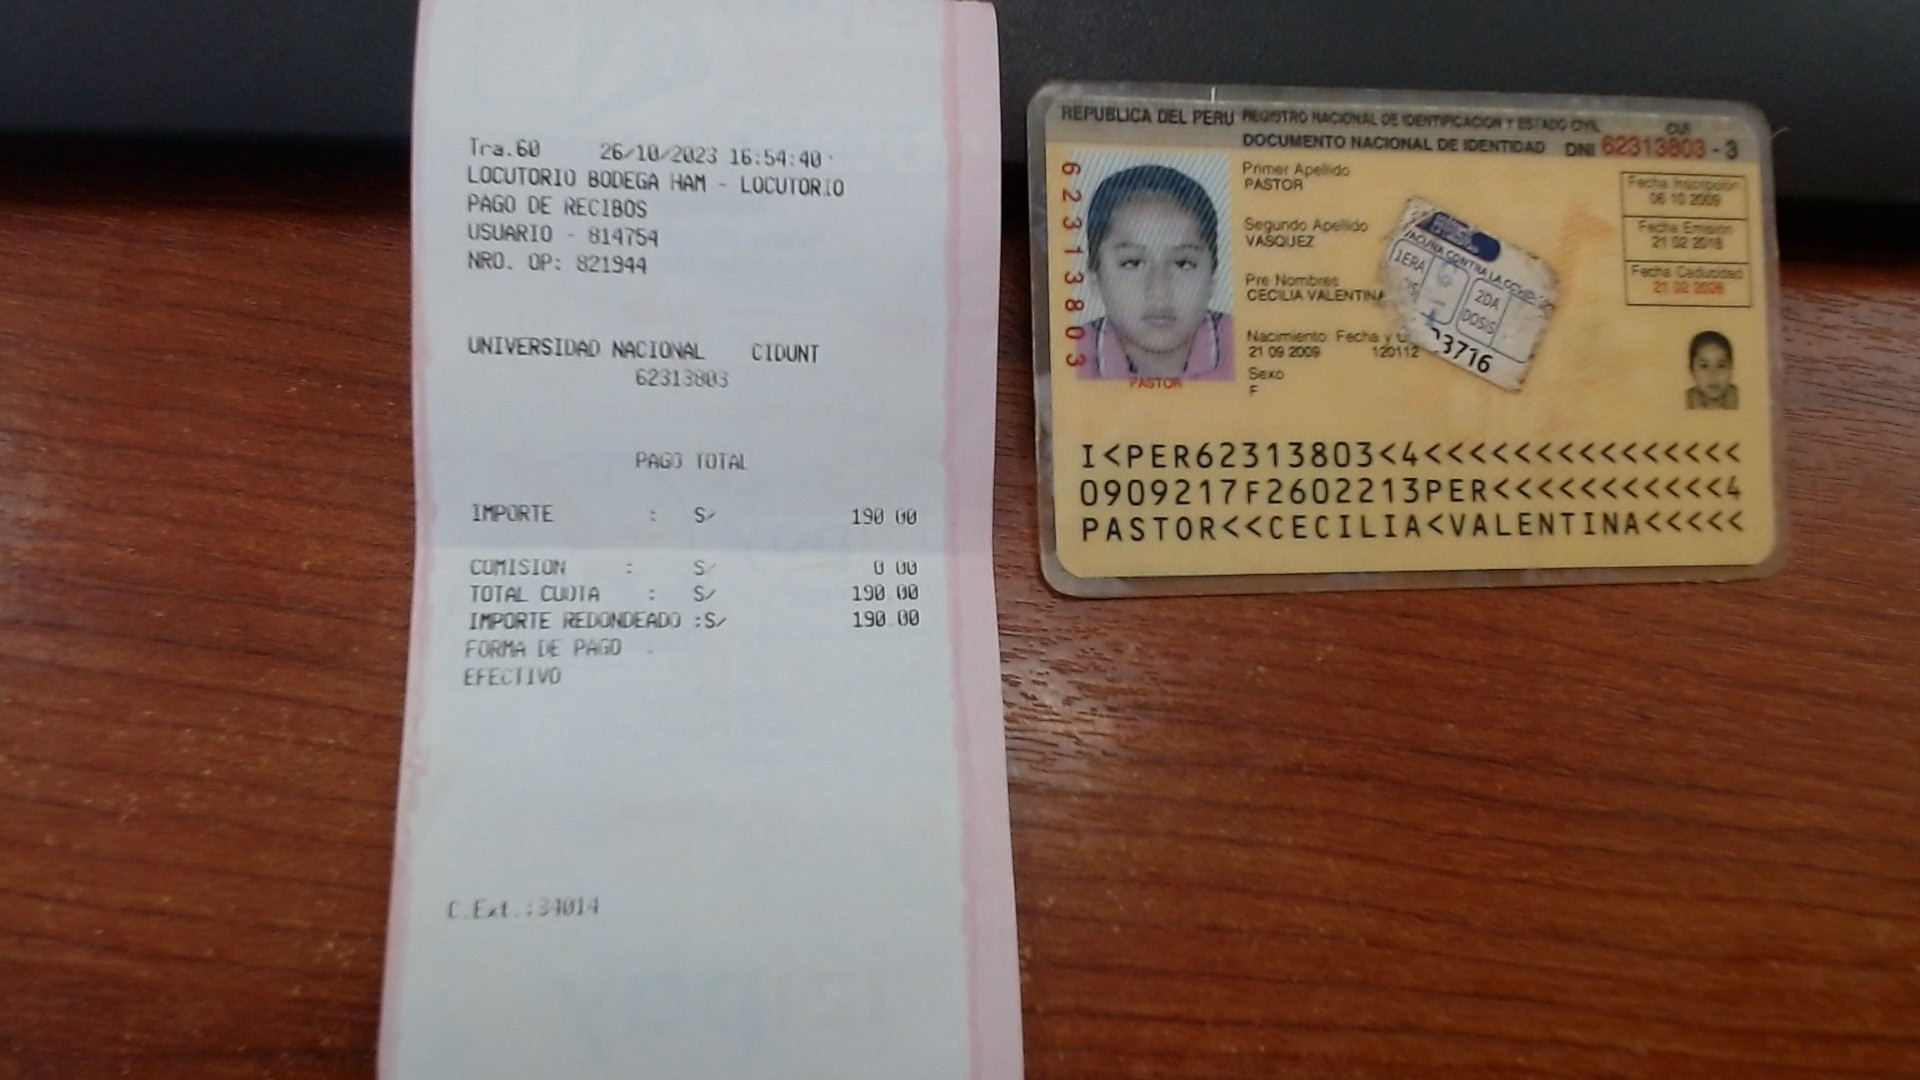 Tra.60 26/10/2023 16:54:40
LOCUTORIO BODEGA HAM - LOCUTORIO
PAGO DE RECIBOS
USUARIO - 814754
NRO. OP: 821944
UNIVERSIDAD NACIONAL CIDUNT
62313803
PAGO TOTAL
IMPORTE : S/ 190.00
COMISION : S/ 0.00
TOTAL CUOTA : S/ 190.00
IMPORTE REDONDEADO :S/ 190.00
FORMA DE PAGO
EFECTIVO
C.Ext.:34014
REPUBLICA DEL PERU REGISTRO NACIONAL DE IDENTIFICACION Y ESTADO CIVIL
CUI
DOCUMENTO NACIONAL DE IDENTIDAD DNI 62313803 - 3
62313803
PASTOR
Primer Apellido
PASTOR
Segundo Apellido
VASQUEZ
Pre Nombres
CECILIA VALENTINA
Nacimiento: Fecha y
21 09 2009 120112
Sexo
F
Fecha Inscripción
06 10 2009
Fecha Emisión
21 02 2018
Fecha Caducidad
21 02 2026
VACUNA CONTRA LA
1ERA
2DA
DOSIS
3716
I<PER62313803<4<<<<<<<<<<<<<<<
0909217F2602213PER<<<<<<<<<<<4
PASTOR<<CECILIA<VALENTINA<<<<<